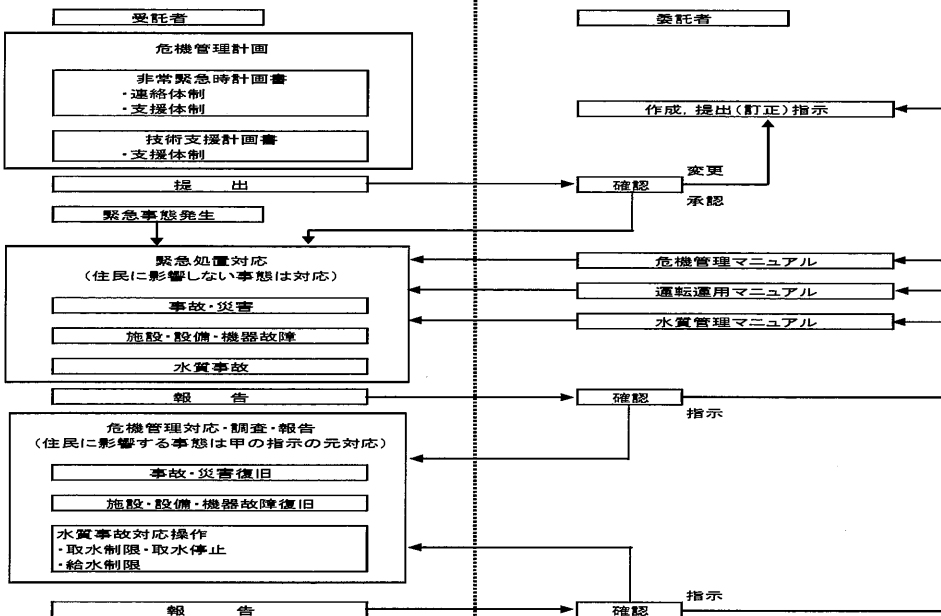 受託者
委託者
危機管理計画
非常緊急時計画書
・連絡体制
・支援体制
作成，提出(訂正)指示
技術支援計画書
・支援体制
提　　出
確認
変更
承認
緊急事態発生
緊急処置対応
(住民に影響しない事態は対応)
危機管理マニュアル
運転運用マニュアル
事故・災害
水質管理マニュアル
施設・設備・機器故障
水質事故
報　　告
確認
指示
危機管理対応・調査・報告
(住民に影響する事態は甲の指示の元対応)
事故・災害復旧
施設・設備・機器故障復旧
水質事故対応操作
・取水制限・取水停止
・給水制限
報　　告
確認
指示